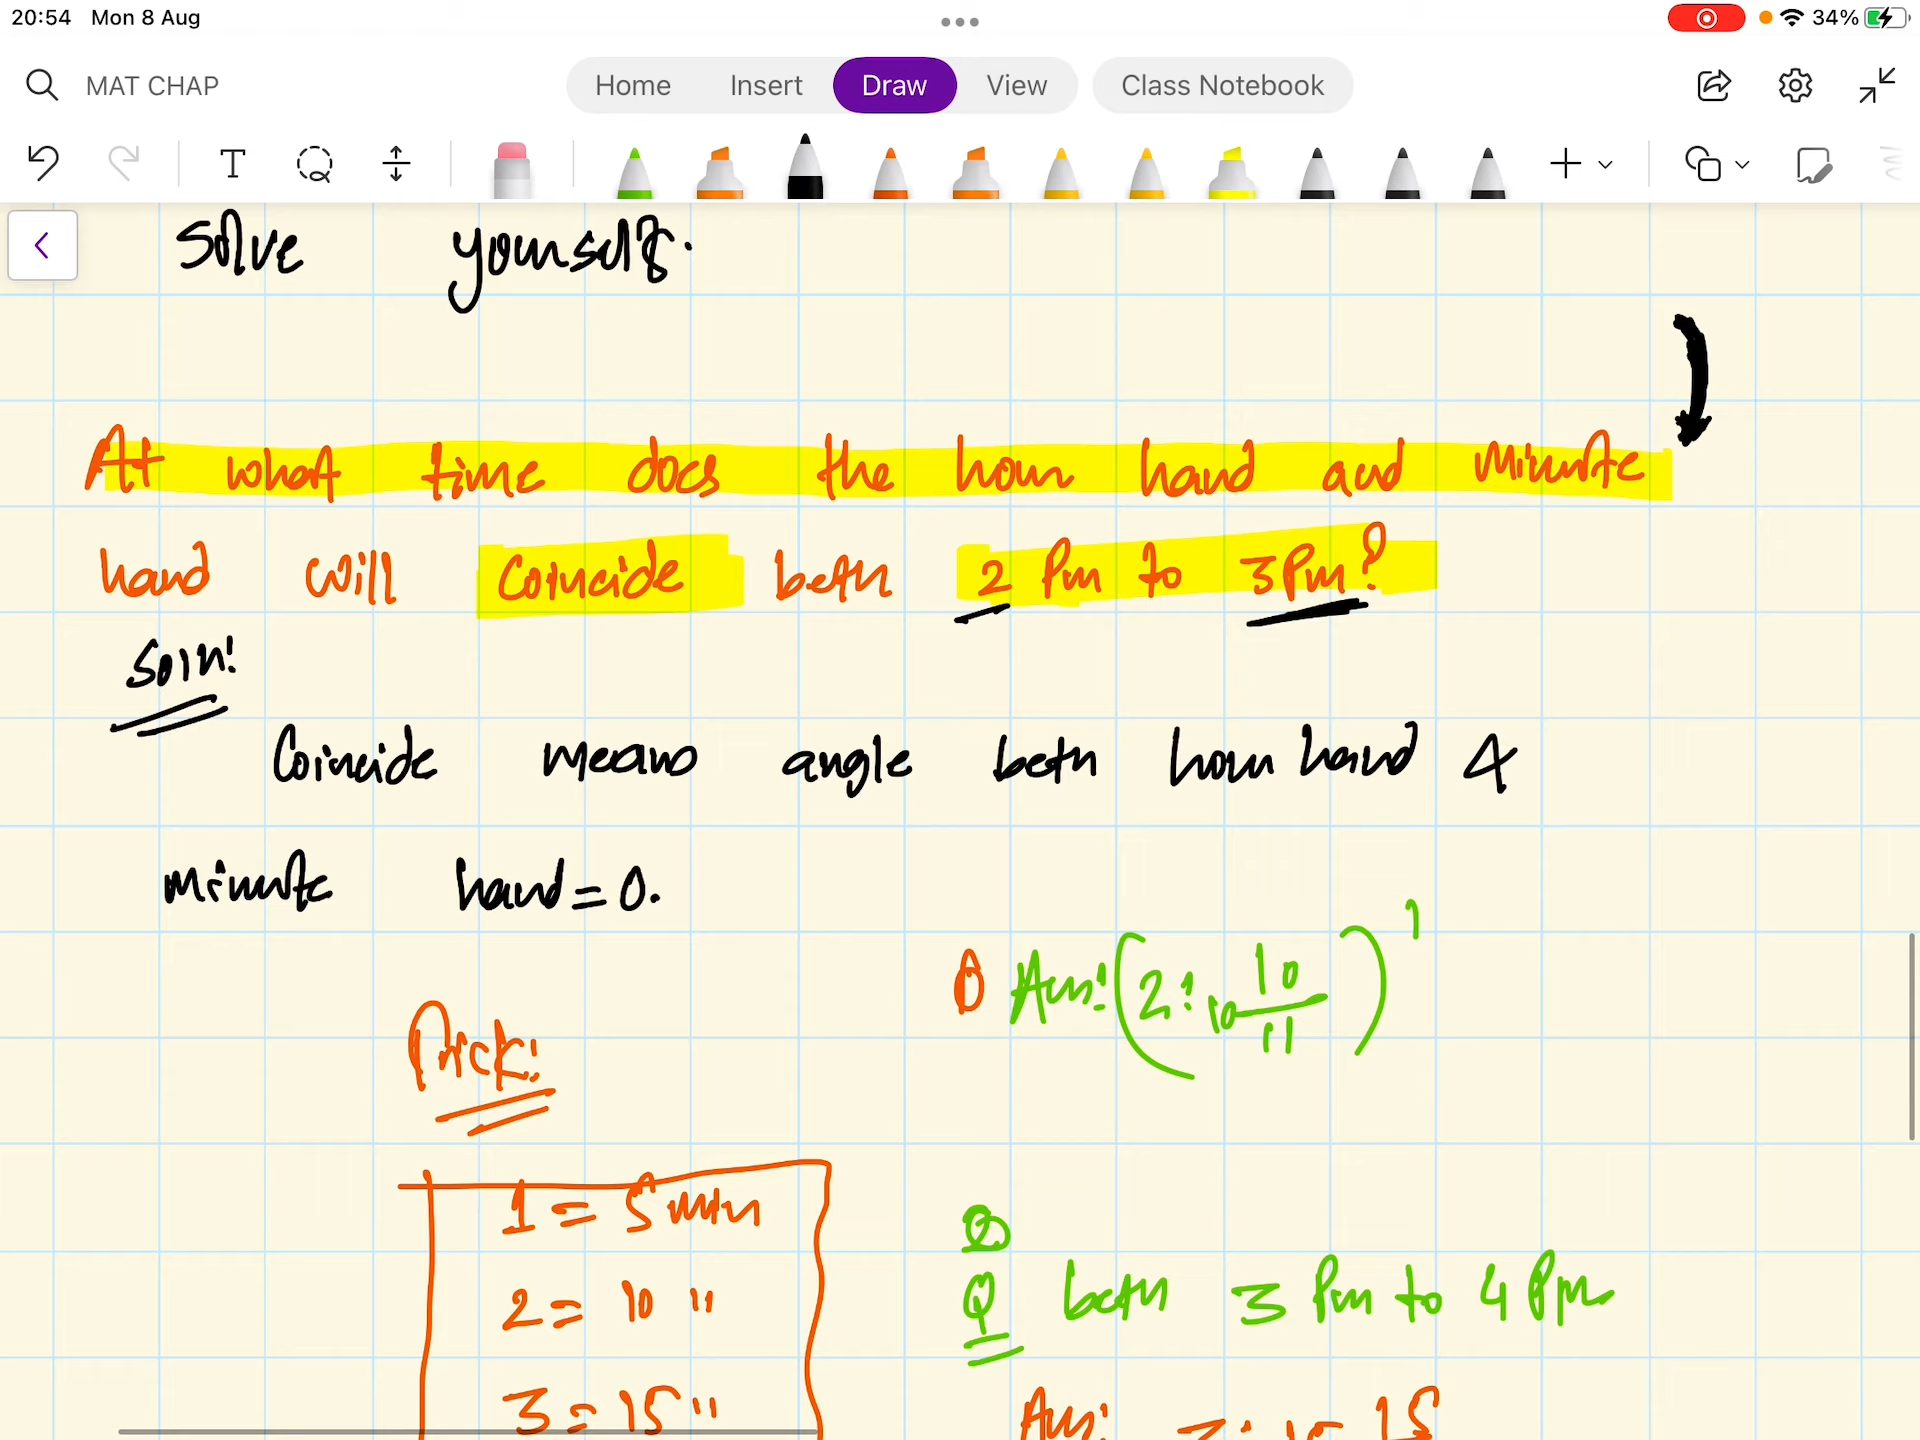 20:54 Mon 8 Aug
34%
MAT CHAP
Home Insert Draw View Class Notebook
T
Solve yourself.
At what time does the hour hand and minute
hand will Coincide betn 2 Pm to 3 Pm?
Soln:
Coincide means angle betn hour hand &
minute hand = 0.
Ans: (2: 10 10/11)'
Trick:
1 = 5 min
2 = 10 "
3 = 15 "
Q betn 3 Pm to 4 Pm
Ans: 3: 15 15